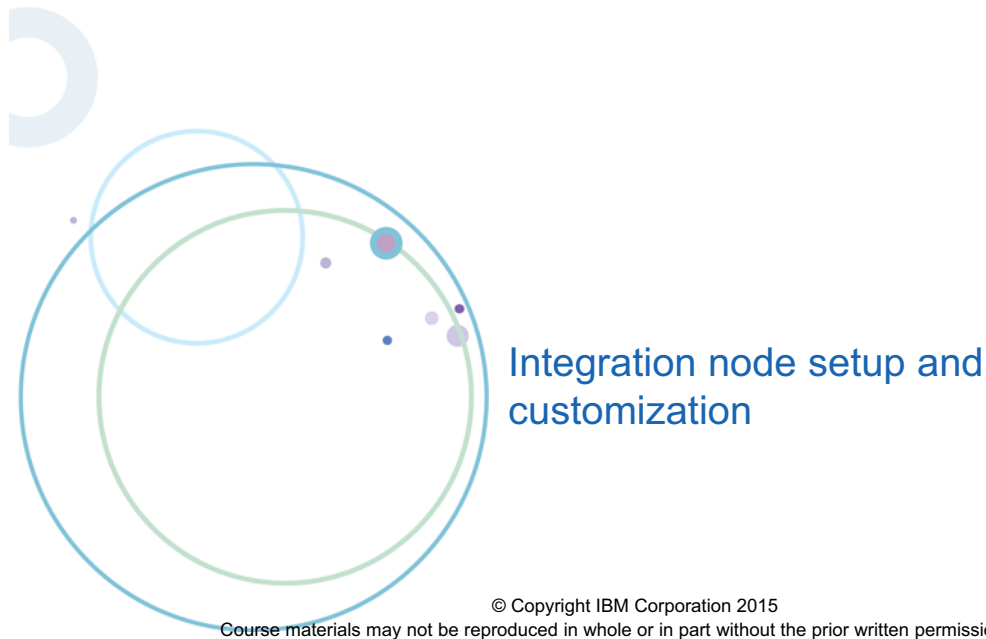 Integration node setup and
customization
© Copyright IBM Corporation 2015
Course materials may not be reproduced in whole or in part without the prior written